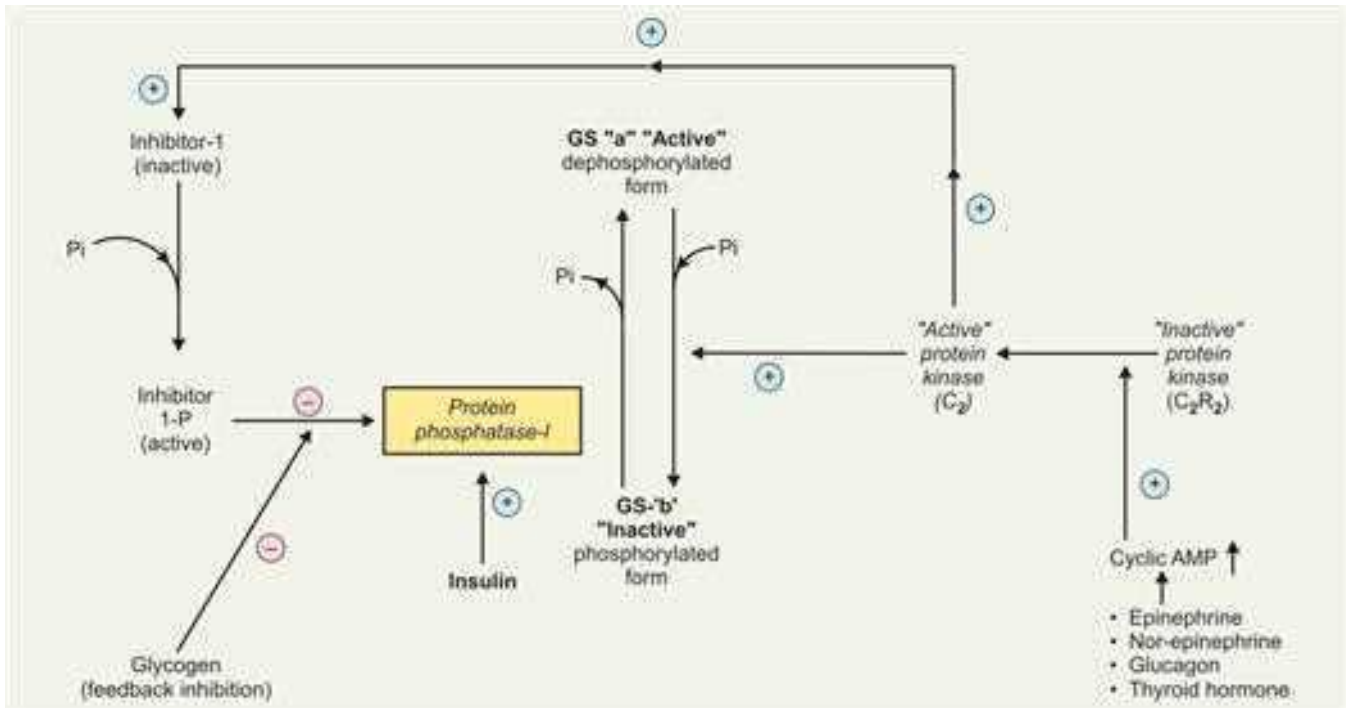 +
+
Inhibitor-1
(inactive)
GS "a" "Active"
dephosphorylated
form
+
Pi
Pi
Pi
"Active"
protein
kinase
(C₂)
"Inactive"
protein
kinase
(C₂R₂)
+
Inhibitor
1-P
(active)
−
Protein
phosphatase-I
+
+
GS-'b'
"Inactive"
phosphorylated
form
−
Insulin
Cyclic AMP
• Epinephrine
• Nor-epinephrine
• Glucagon
• Thyroid hormone
Glycogen
(feedback inhibition)